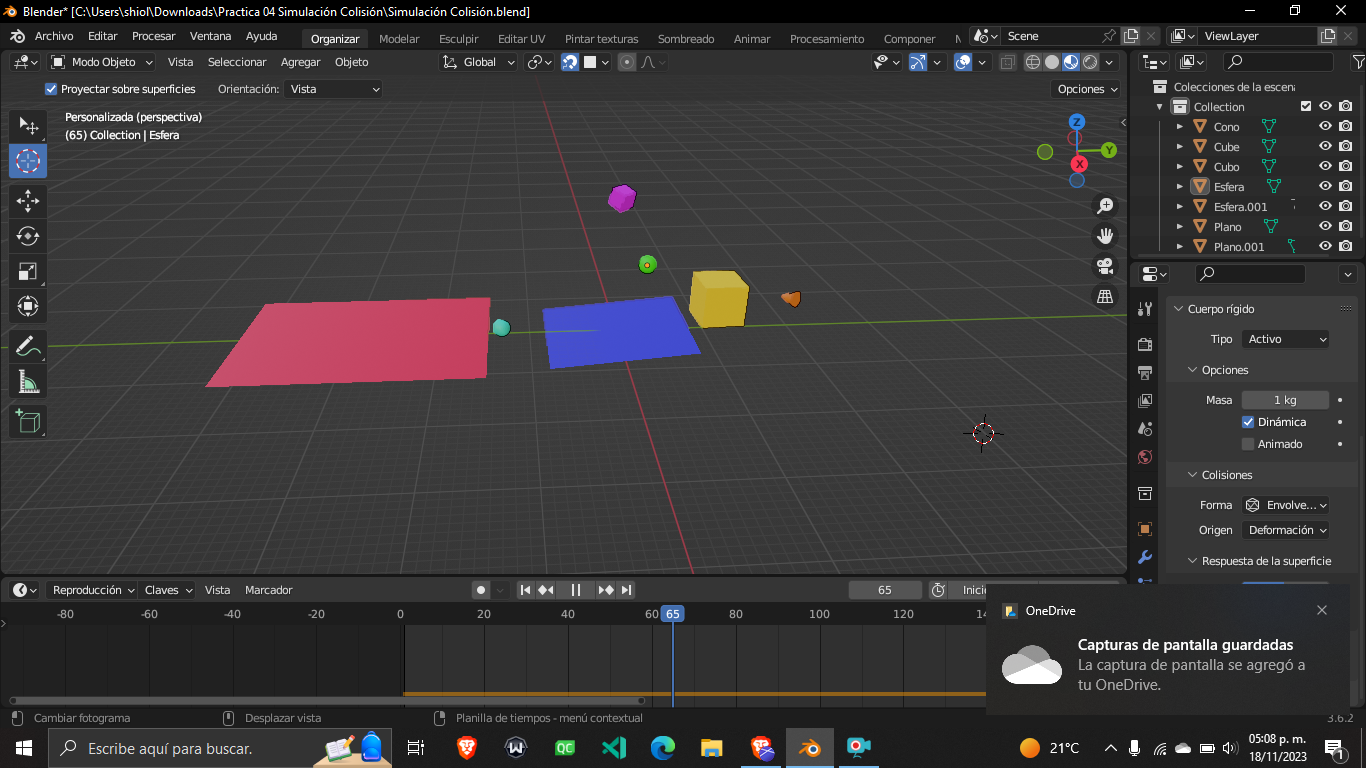 Blender* [C:\Users\shiol\Downloads\Practica 04 Simulación Colisión\Simulación Colisión.blend]
Archivo Editar Procesar Ventana Ayuda Organizar Modelar Esculpir Editar UV Pintar texturas Sombreado Animar Procesamiento Componer Scene ViewLayer
Modo Objeto Vista Seleccionar Agregar Objeto Global
Proyectar sobre superficies Orientación: Vista Opciones
Personalizada (perspectiva)
(65) Collection | Esfera
Z
Y
X
Colecciones de la escena
Collection
Cono
Cube
Cubo
Esfera
Esfera.001
Plano
Plano.001
Cuerpo rígido
Tipo Activo
Opciones
Masa 1 kg
Dinámica
Animado
Colisiones
Forma Envolve...
Origen Deformación
Respuesta de la superficie
Reproducción Claves Vista Marcador 65 Inicio
-80 -60 -40 -20 0 20 40 60 65 80 100 120
OneDrive
Capturas de pantalla guardadas
La captura de pantalla se agregó a
tu OneDrive.
Cambiar fotograma Desplazar vista Planilla de tiempos - menú contextual 3.6.2
Escribe aquí para buscar. QC 21°C 05:08 p. m.
18/11/2023 1